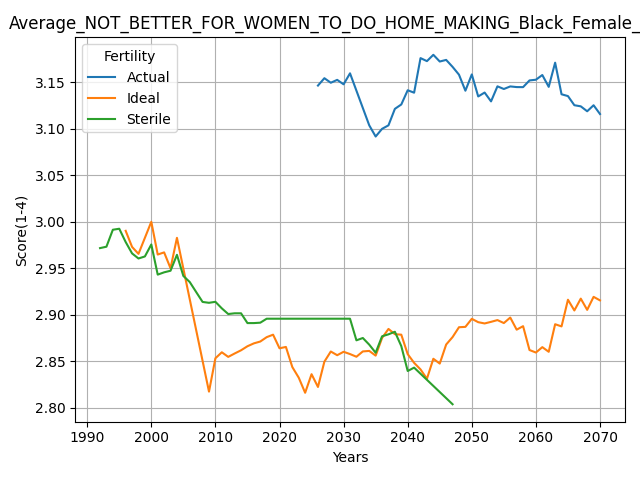 Average_NOT_BETTER_FOR_WOMEN_TO_DO_HOME_MAKING_Black_Female_
Fertility
Actual
Ideal
Sterile
Score(1-4)
3.15
3.10
3.05
3.00
2.95
2.90
2.85
2.80
1990 2000 2010 2020 2030 2040 2050 2060 2070
Years